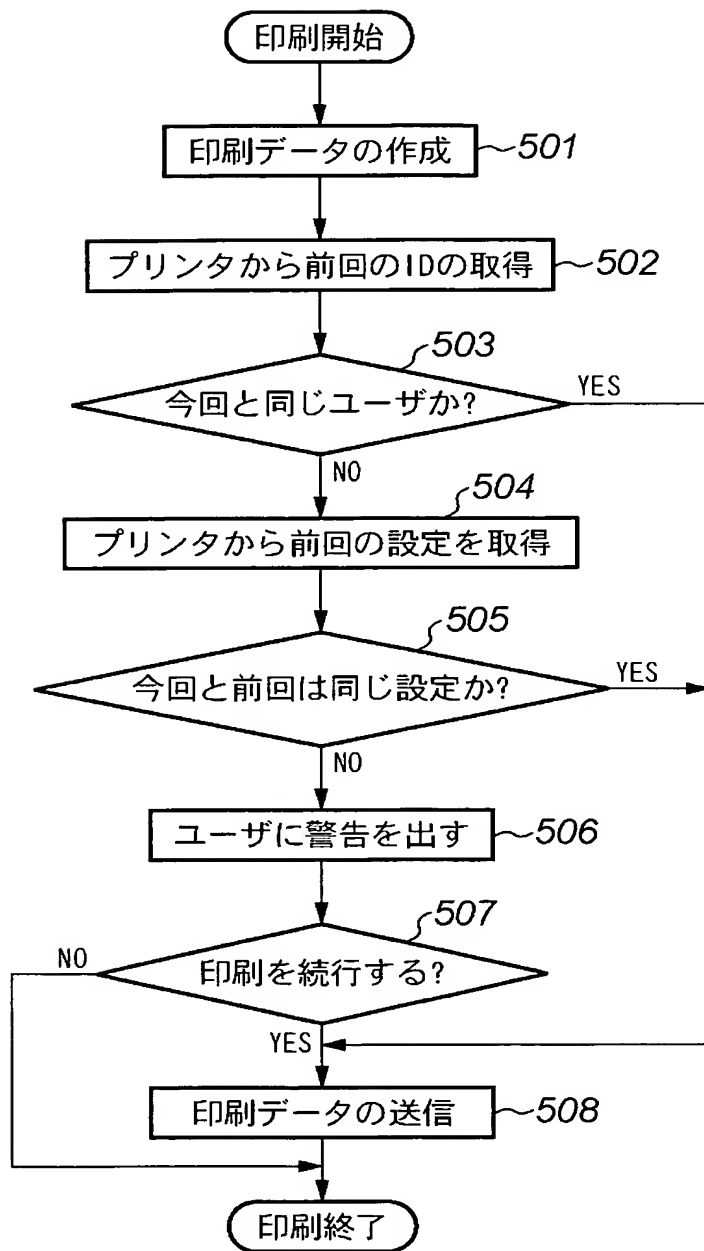 印刷開始
印刷データの作成 501
プリンタから前回のIDの取得 502
503
今回と同じユーザか?
YES
NO
504
プリンタから前回の設定を取得
505
今回と前回は同じ設定か?
YES
NO
ユーザに警告を出す 506
507
印刷を続行する?
NO
YES
印刷データの送信 508
印刷終了